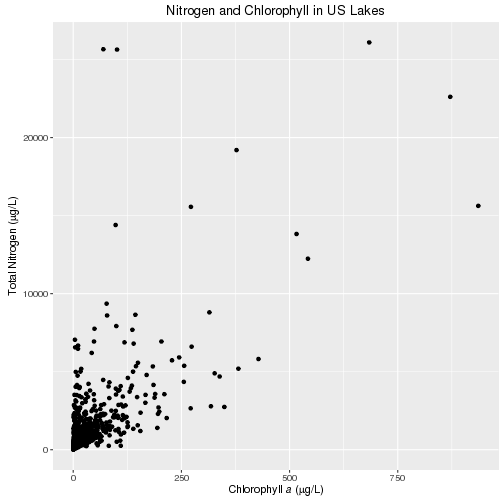 Nitrogen and Chlorophyll in US Lakes
Total Nitrogen (µg/L)
20000
10000
0
0
250
500
750
Chlorophyll a (µg/L)